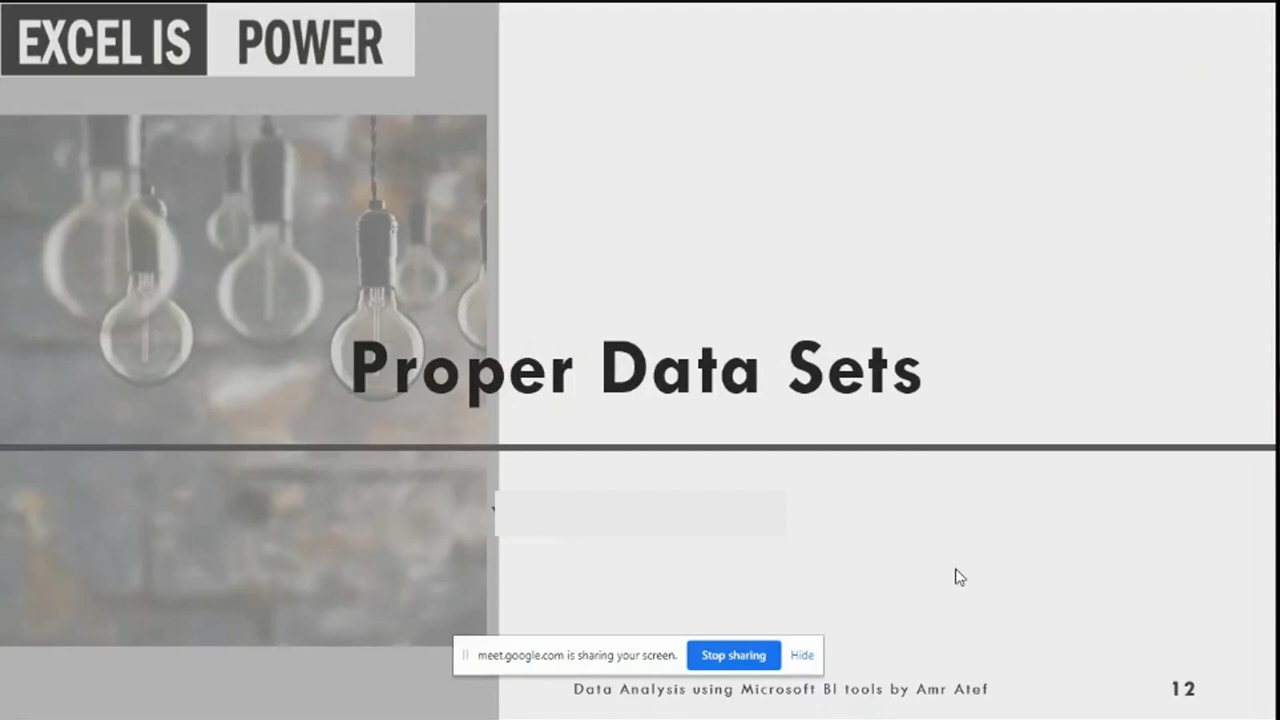 EXCEL IS POWER
Proper Data Sets
meet.google.com is sharing your screen. Stop sharing Hide
Data Analysis using Microsoft BI tools by Amr Atef 12